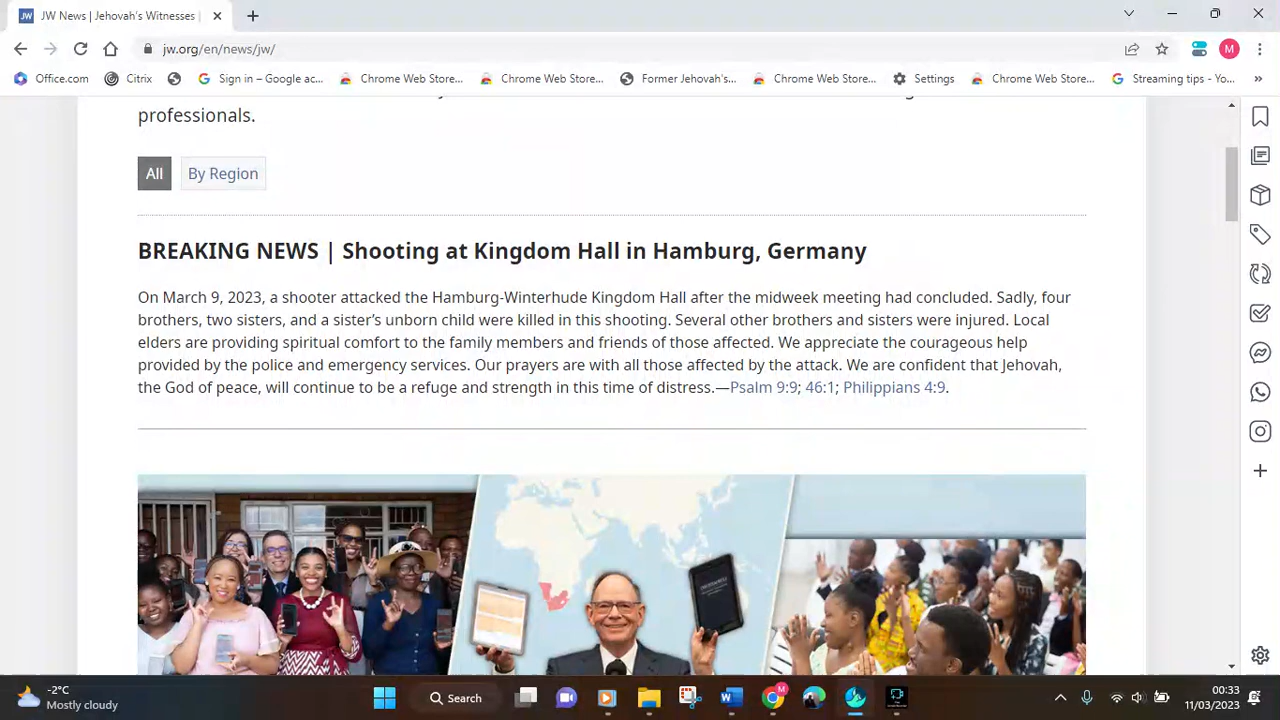 JW News | Jehovah's Witnesses
jw.org/en/news/jw/
M
Office.com
Citrix
Sign in – Google ac...
Chrome Web Store...
Chrome Web Store...
Former Jehovah's...
Chrome Web Store...
Settings
Chrome Web Store...
Streaming tips - Yo...
»
professionals.
All
By Region
BREAKING NEWS | Shooting at Kingdom Hall in Hamburg, Germany
On March 9, 2023, a shooter attacked the Hamburg-Winterhude Kingdom Hall after the midweek meeting had concluded. Sadly, four
brothers, two sisters, and a sister's unborn child were killed in this shooting. Several other brothers and sisters were injured. Local
elders are providing spiritual comfort to the family members and friends of those affected. We appreciate the courageous help
provided by the police and emergency services. Our prayers are with all those affected by the attack. We are confident that Jehovah,
the God of peace, will continue to be a refuge and strength in this time of distress.—Psalm 9:9; 46:1; Philippians 4:9.
-2°C
Mostly cloudy
Search
00:33
11/03/2023